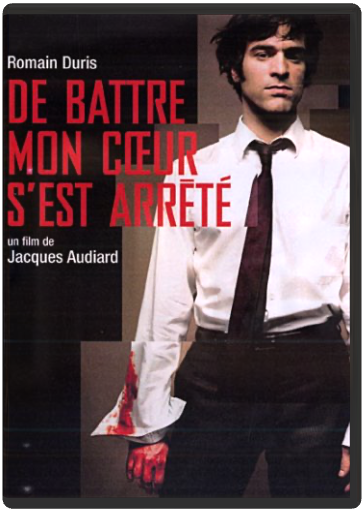 Romain Duris
DE BATTRE
MON CŒUR
S'EST ARRÊTÉ
un film de
Jacques Audiard